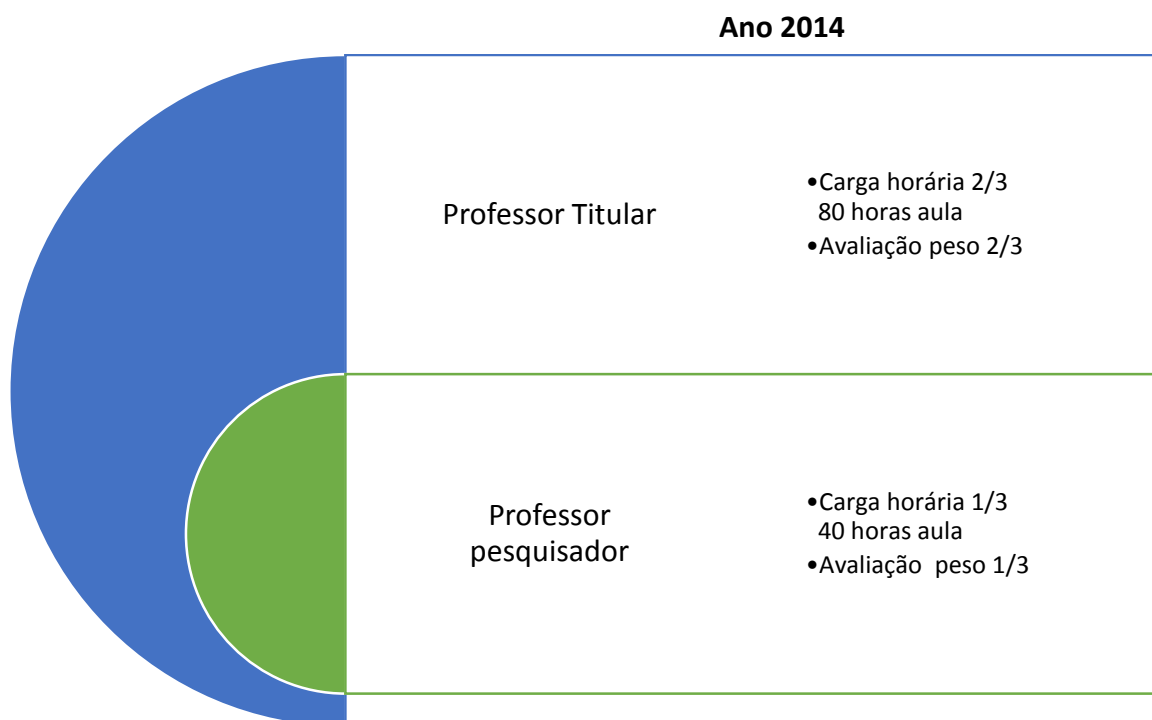 Ano 2014
Professor Titular
•Carga horária 2/3
80 horas aula
•Avaliação peso 2/3
Professor
pesquisador
•Carga horária 1/3
40 horas aula
•Avaliação  peso 1/3